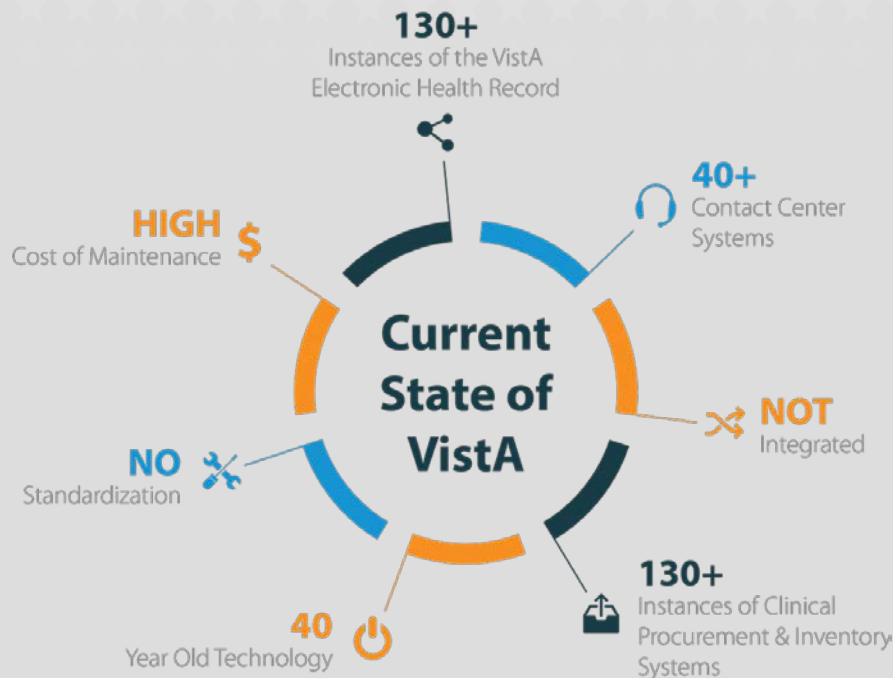 130+
Instances of the VistA
Electronic Health Record
40+
Contact Center
Systems
HIGH
$
Cost of Maintenance
Current
State of
VistA
NOT
Integrated
NO
Standardization
130+
Instances of Clinical
Procurement & Inventory
Systems
40
Year Old Technology